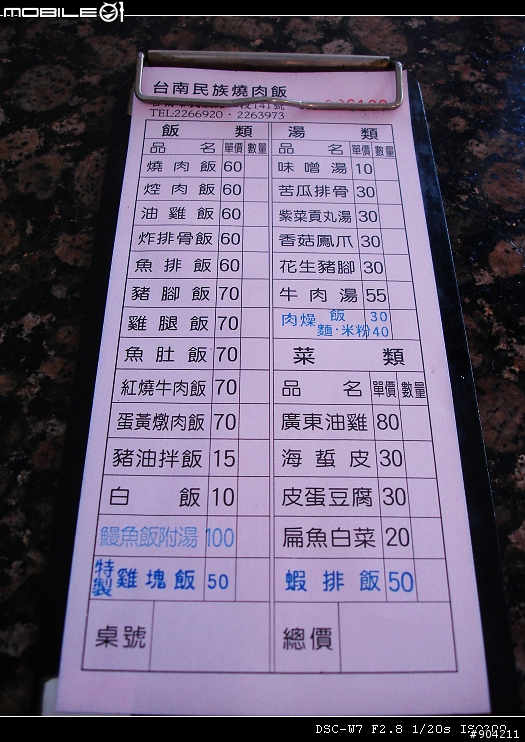 MOBILE01
台南民族燒肉飯
TEL:2266920・2263973
飯 類
品 名 單價 數量
燒肉飯 60
焢肉飯 60
油雞飯 60
炸排骨飯 60
魚排飯 60
豬腳飯 70
雞腿飯 70
魚肚飯 70
紅燒牛肉飯 70
蛋黃燉肉飯 70
豬油拌飯 15
白飯 10
鰻魚飯附湯 100
特製雞塊飯 50
桌號
湯 類
品 名 單價 數量
味噌湯 10
苦瓜排骨 30
紫菜貢丸湯 30
香菇鳳爪 30
花生豬腳 30
牛肉湯 55
肉燥 飯 30
麵・米粉 40
菜 類
品 名 單價 數量
廣東油雞 80
海蜇皮 30
皮蛋豆腐 30
扁魚白菜 20
蝦排飯 50
總價
DSC-W7 F2.8 1/20s ISO200
#904211